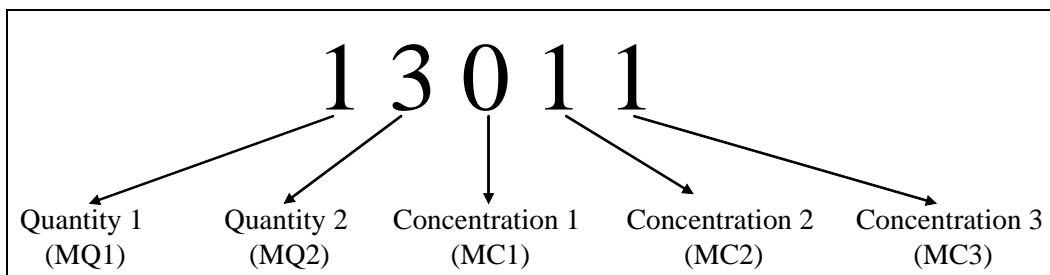 1 3 0 1 1
Quantity 1 Quantity 2 Concentration 1 Concentration 2 Concentration 3
(MQ1) (MQ2) (MC1) (MC2) (MC3)